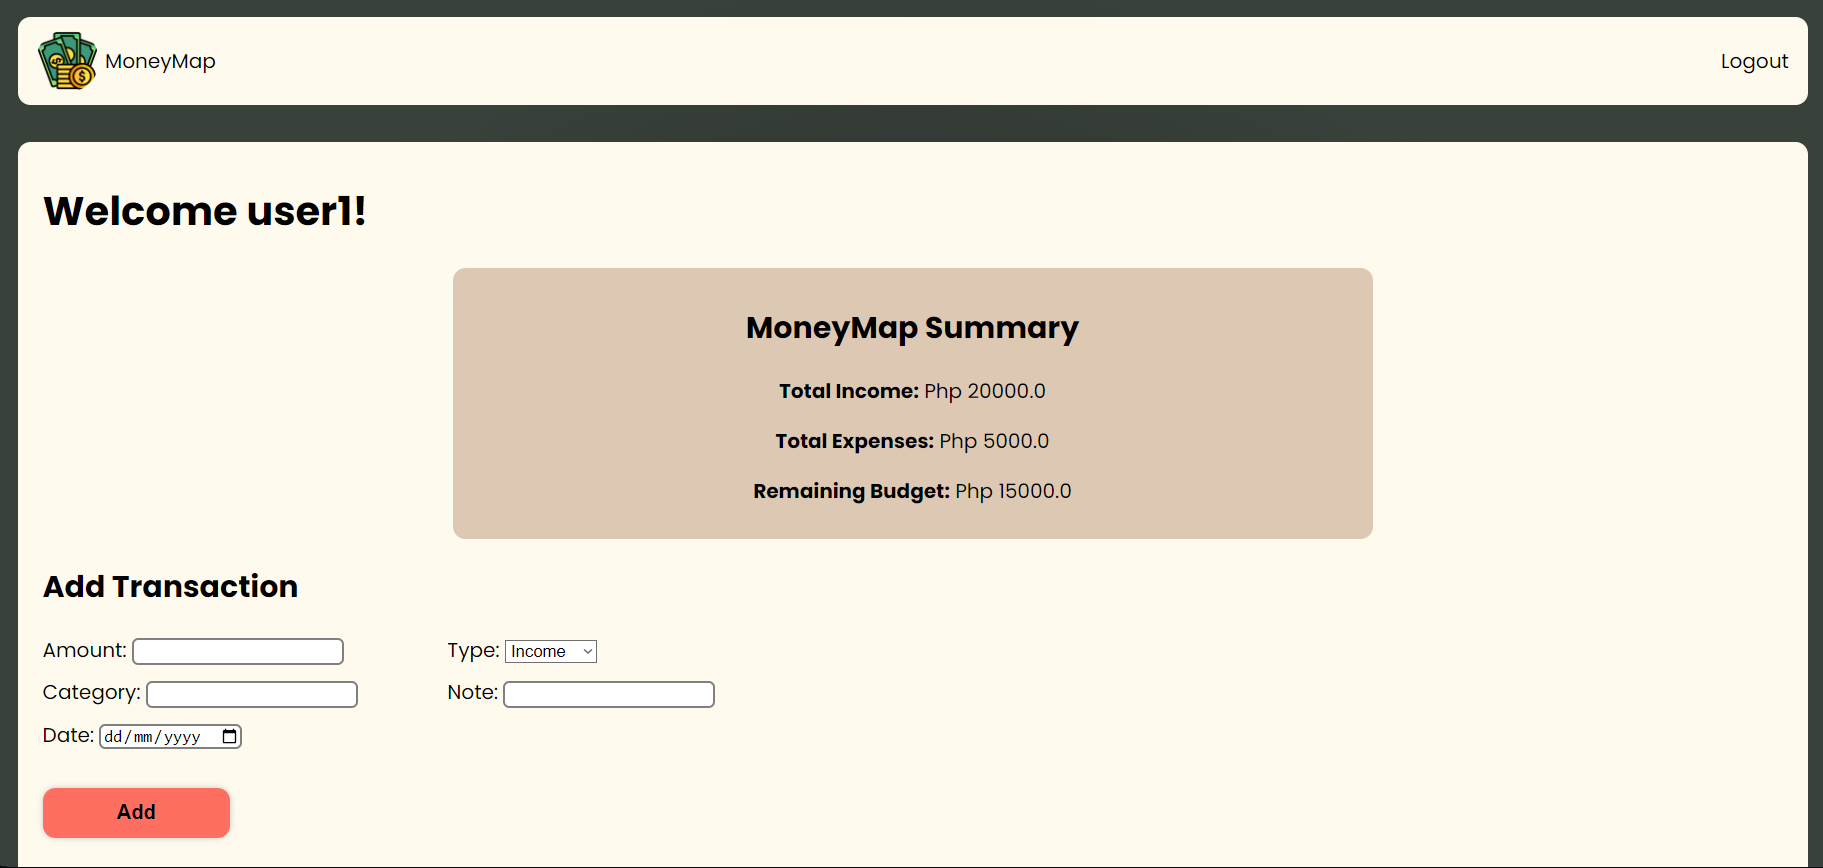 MoneyMap Logout
Welcome user1!
MoneyMap Summary
Total Income: Php 20000.0
Total Expenses: Php 5000.0
Remaining Budget: Php 15000.0
Add Transaction
Amount: Type: Income
Category: Note:
Date: dd/mm/yyyy
Add